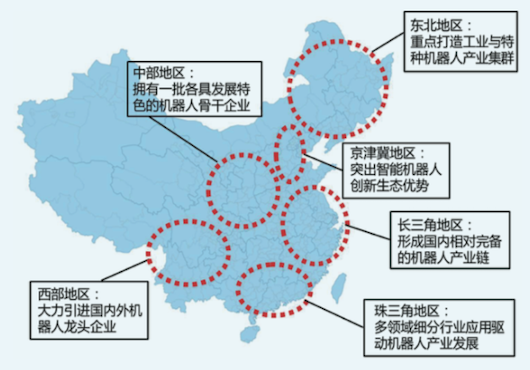 东北地区：
重点打造工业与特
种机器人产业集群
中部地区：
拥有一批各具发展特
色的机器人骨干企业
京津冀地区：
突出智能机器人
创新生态优势
长三角地区：
形成国内相对完备
的机器人产业链
西部地区：
大力引进国内外机
器人龙头企业
珠三角地区：
多领域细分行业应用驱
动机器人产业发展